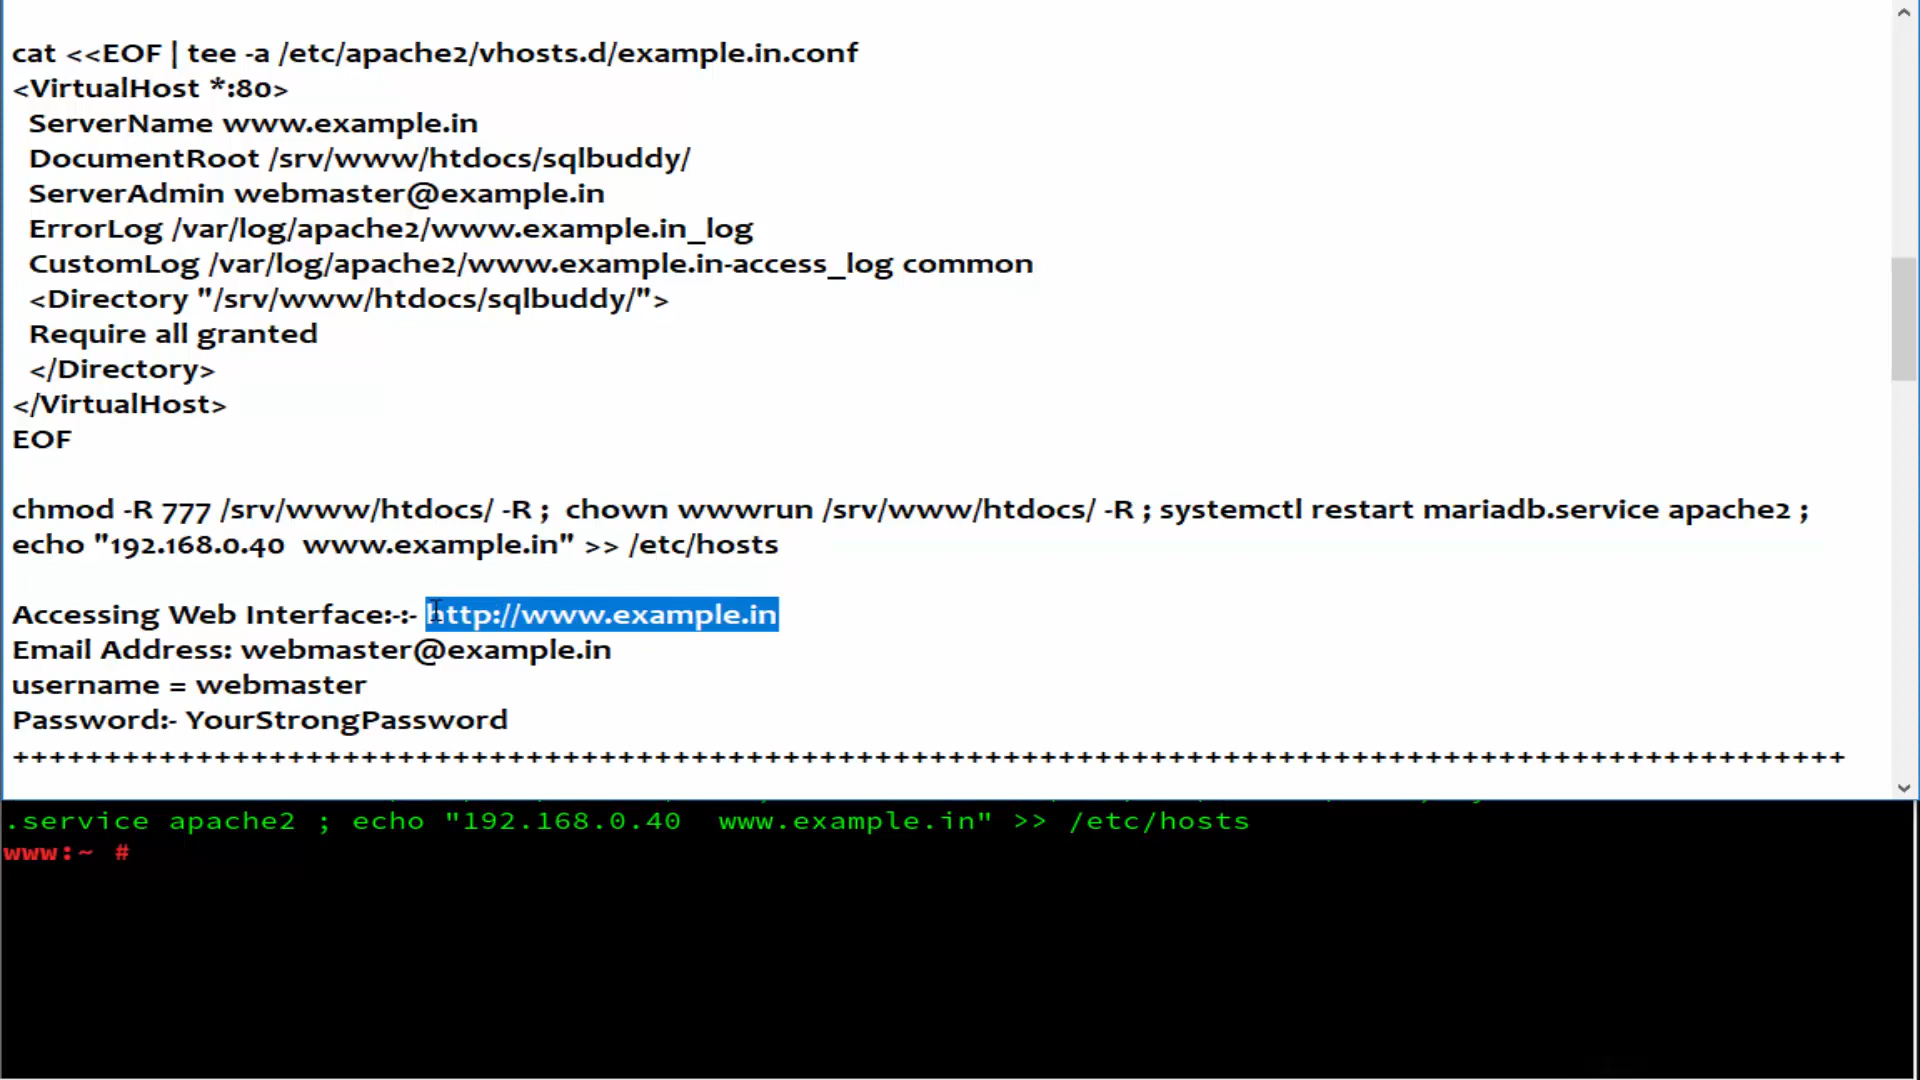 cat <<EOF | tee -a /etc/apache2/vhosts.d/example.in.conf
<VirtualHost *:80>
ServerName www.example.in
DocumentRoot /srv/www/htdocs/sqlbuddy/
ServerAdmin webmaster@example.in
ErrorLog /var/log/apache2/www.example.in_log
CustomLog /var/log/apache2/www.example.in-access_log common
<Directory "/srv/www/htdocs/sqlbuddy/">
Require all granted
</Directory>
</VirtualHost>
EOF
chmod -R 777 /srv/www/htdocs/ -R ;  chown wwwrun /srv/www/htdocs/ -R ; systemctl restart mariadb.service apache2 ;
echo "192.168.0.40  www.example.in" >> /etc/hosts
Accessing Web Interface:-:- http://www.example.in
Email Address: webmaster@example.in
username = webmaster
Password:- YourStrongPassword
++++++++++++++++++++++++++++++++++++++++++++++++++++++++++++++++++++++++++++++++++++++++++++++++++++
.service apache2 ; echo "192.168.0.40  www.example.in" >> /etc/hosts
www:~ #